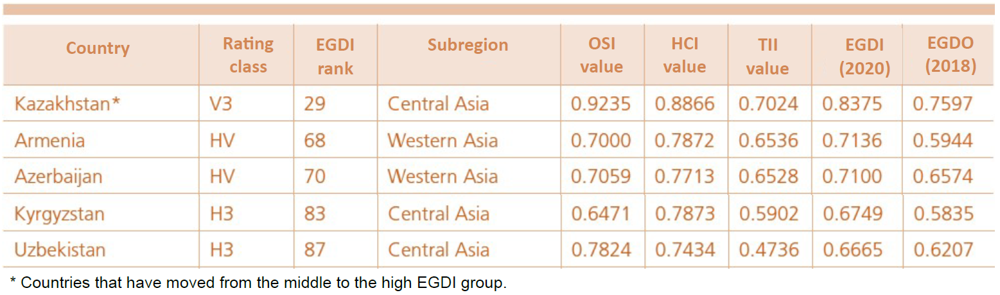 Country Rating class EGDI rank Subregion OSI value HCI value TII value EGDI (2020) EGDO (2018)
Kazakhstan* V3 29 Central Asia 0.9235 0.8866 0.7024 0.8375 0.7597
Armenia HV 68 Western Asia 0.7000 0.7872 0.6536 0.7136 0.5944
Azerbaijan HV 70 Western Asia 0.7059 0.7713 0.6528 0.7100 0.6574
Kyrgyzstan H3 83 Central Asia 0.6471 0.7873 0.5902 0.6749 0.5835
Uzbekistan H3 87 Central Asia 0.7824 0.7434 0.4736 0.6665 0.6207
* Countries that have moved from the middle to the high EGDI group.